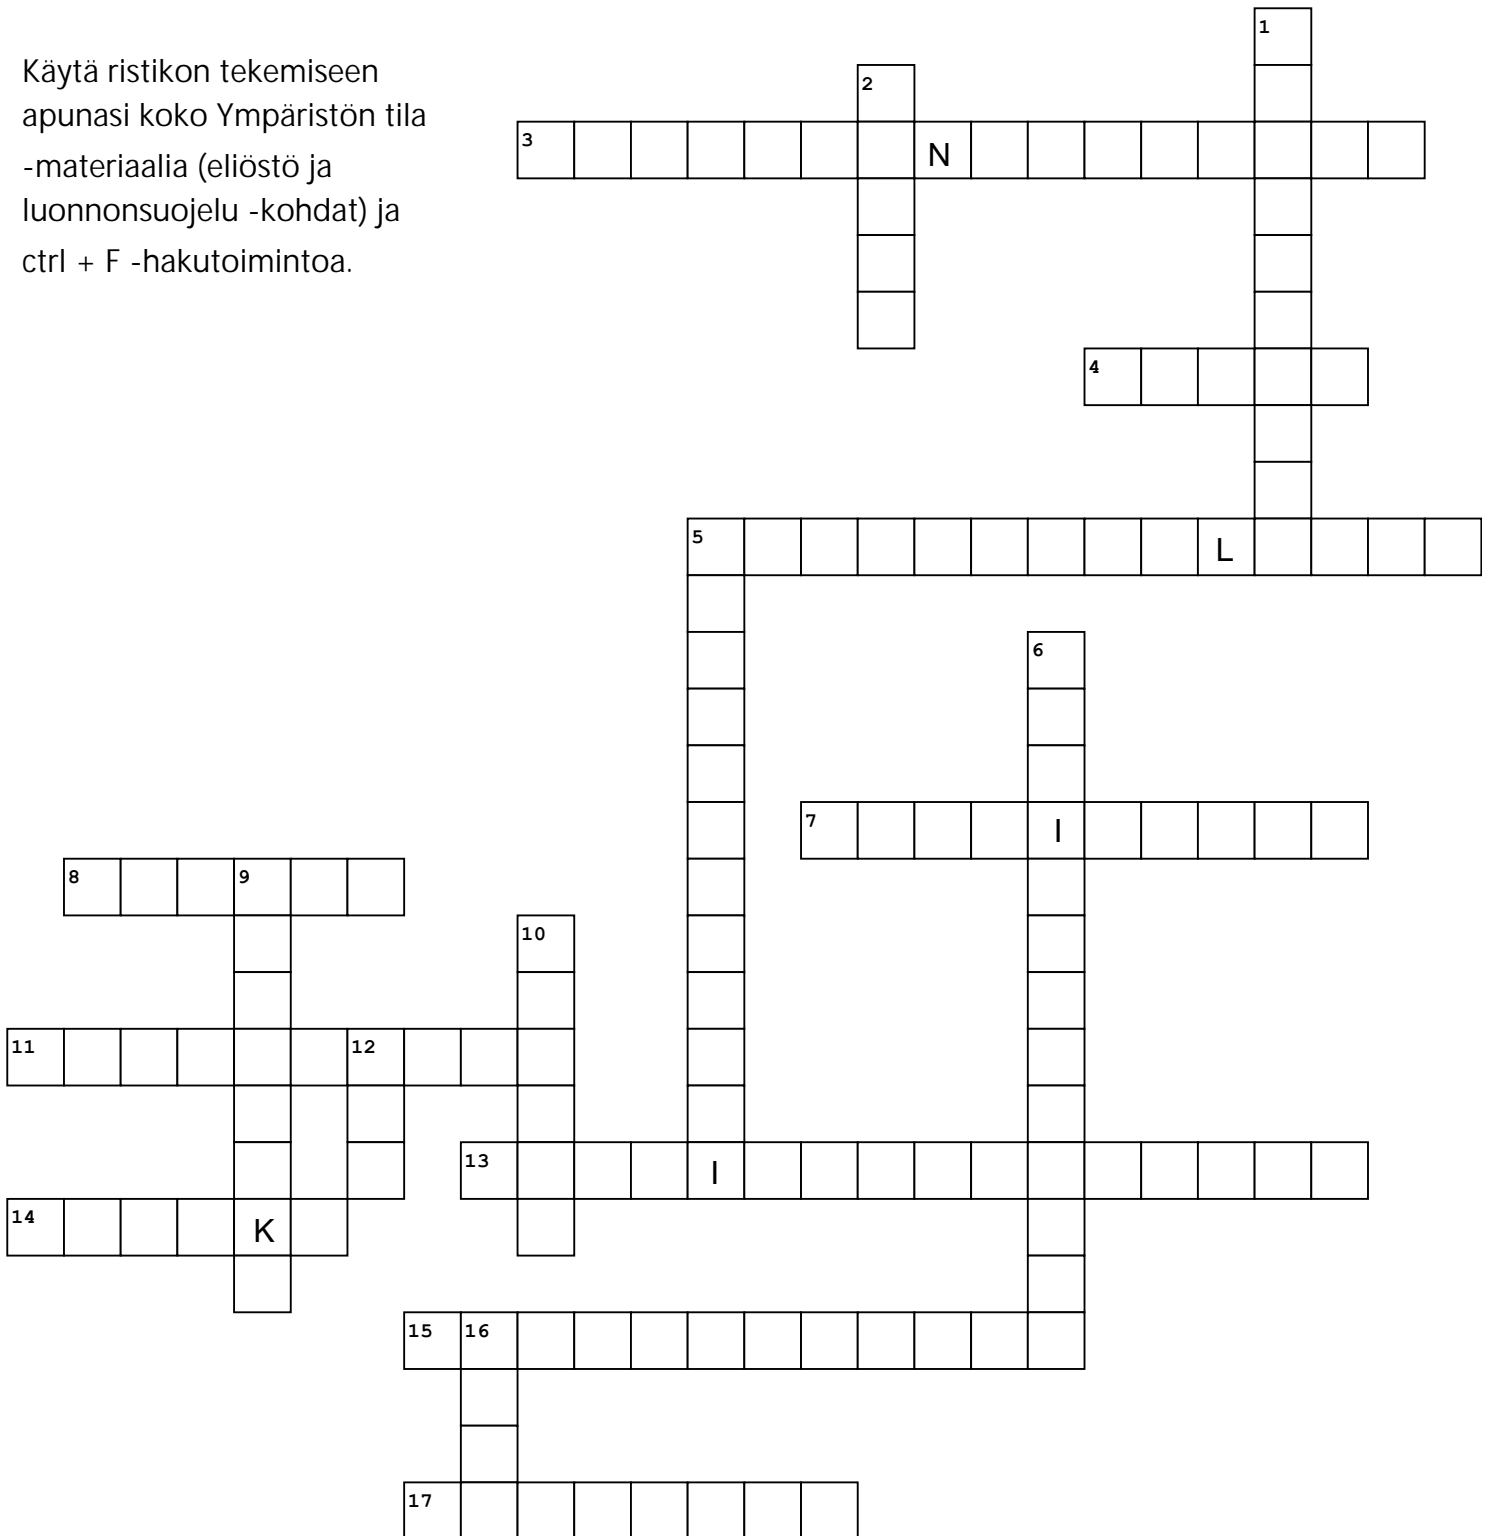 1
Käytä ristikon tekemiseen
2
apunasi koko Ympäristön tila
3 N
-materiaalia (eliöstö ja
luonnonsuojelu -kohdat) ja
ctrl + F -hakutoimintoa.
4
5 L
6
7 I
8 9
10
11 12
13 I
14 K
15 16
17